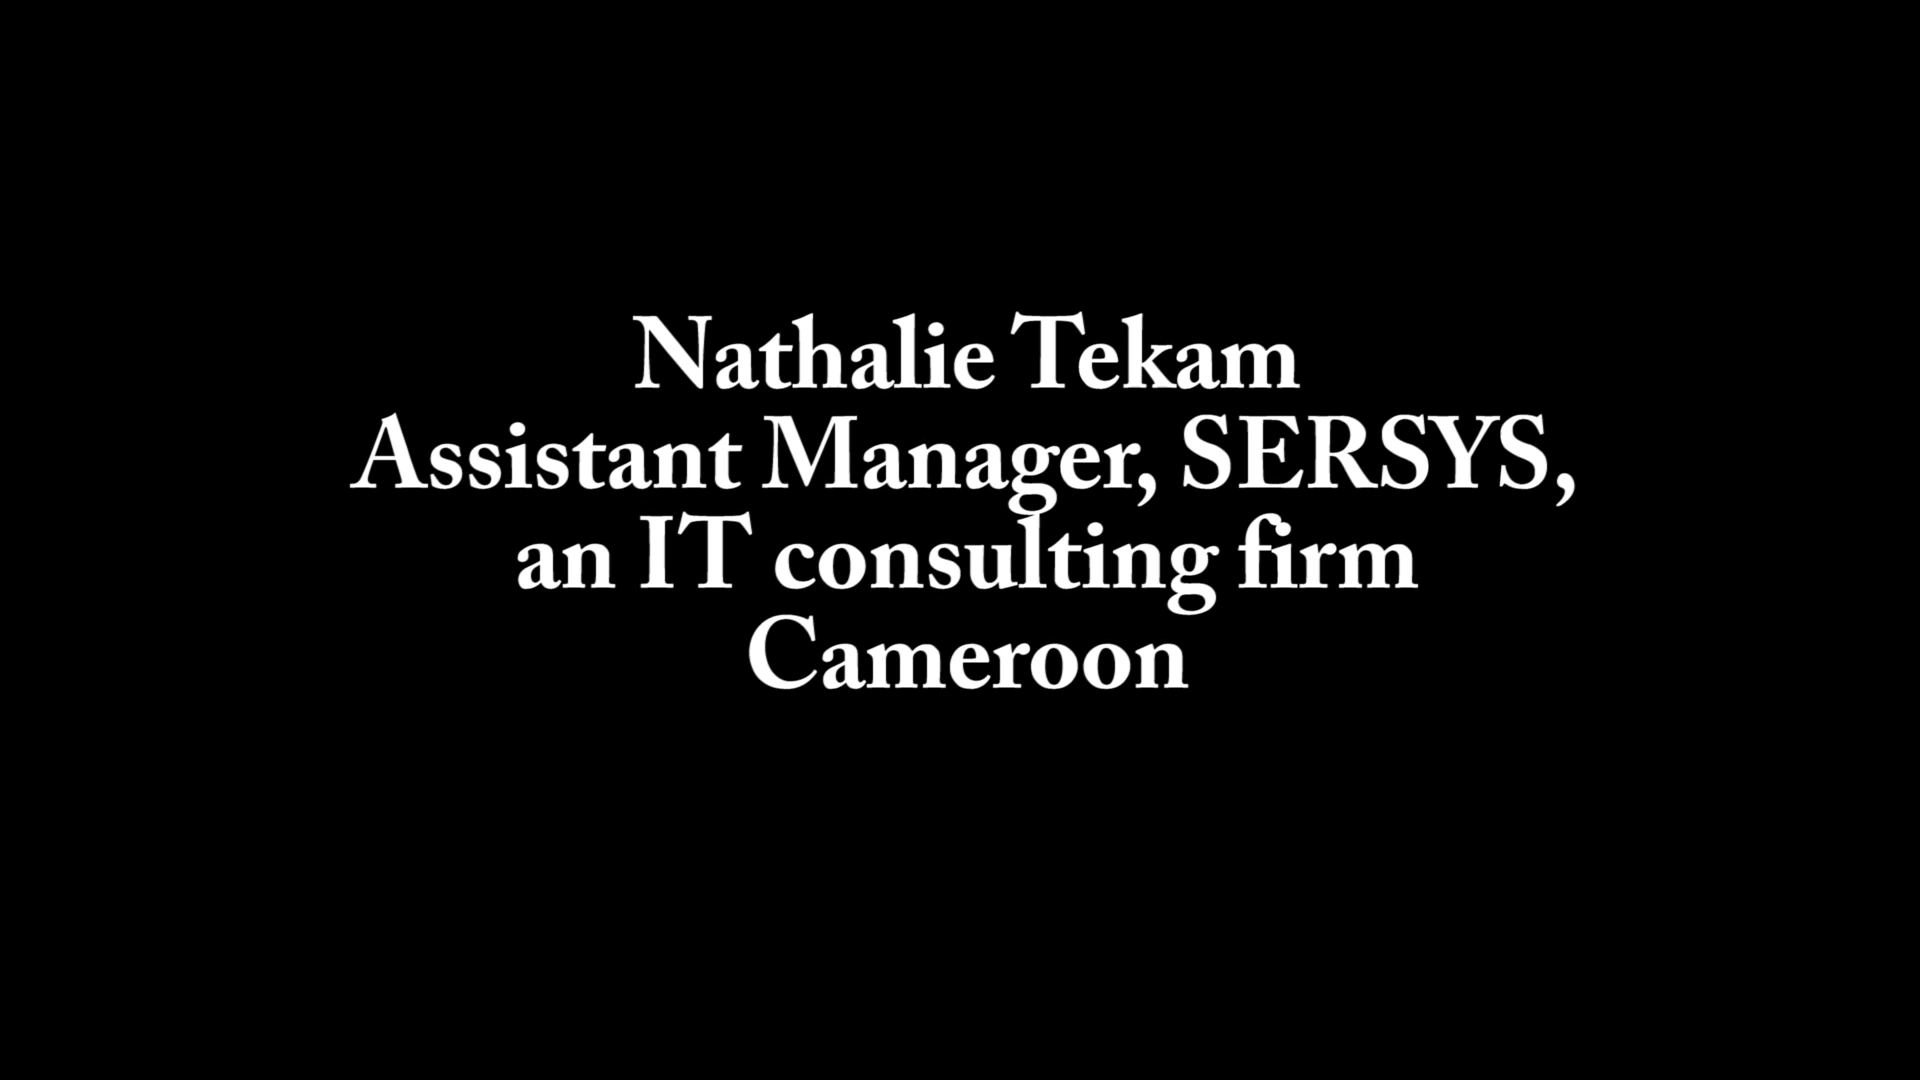 Nathalie Tekam
Assistant Manager, SERSYS,
an IT consulting firm
Cameroon